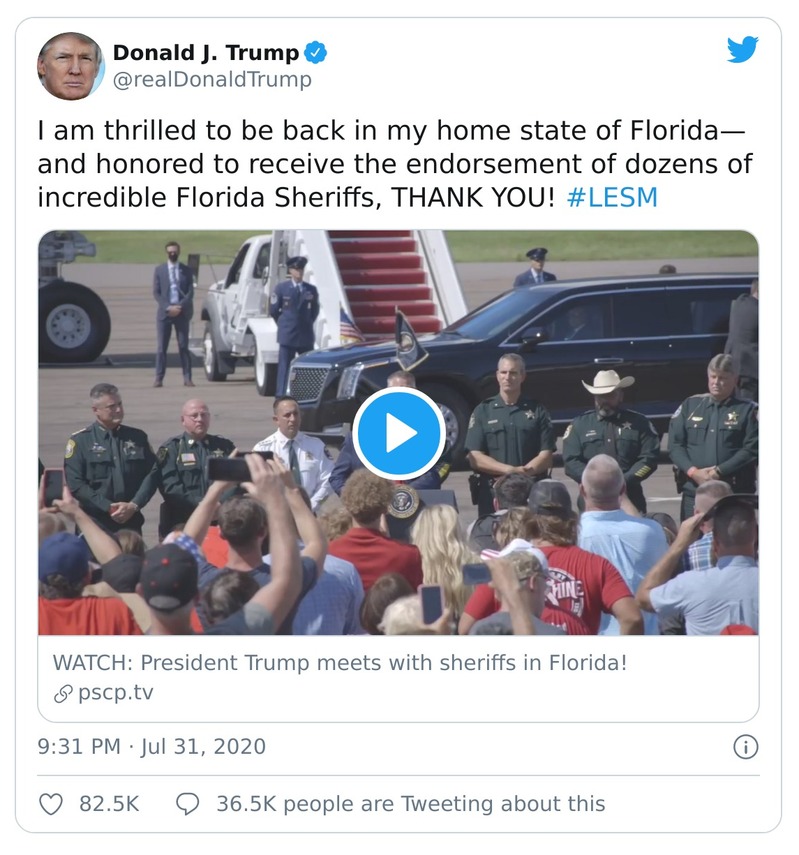 Donald J. Trump
@realDonaldTrump
I am thrilled to be back in my home state of Florida—
and honored to receive the endorsement of dozens of
incredible Florida Sheriffs, THANK YOU! #LESM
WATCH: President Trump meets with sheriffs in Florida!
pscp.tv
9:31 PM · Jul 31, 2020
82.5K
36.5K people are Tweeting about this